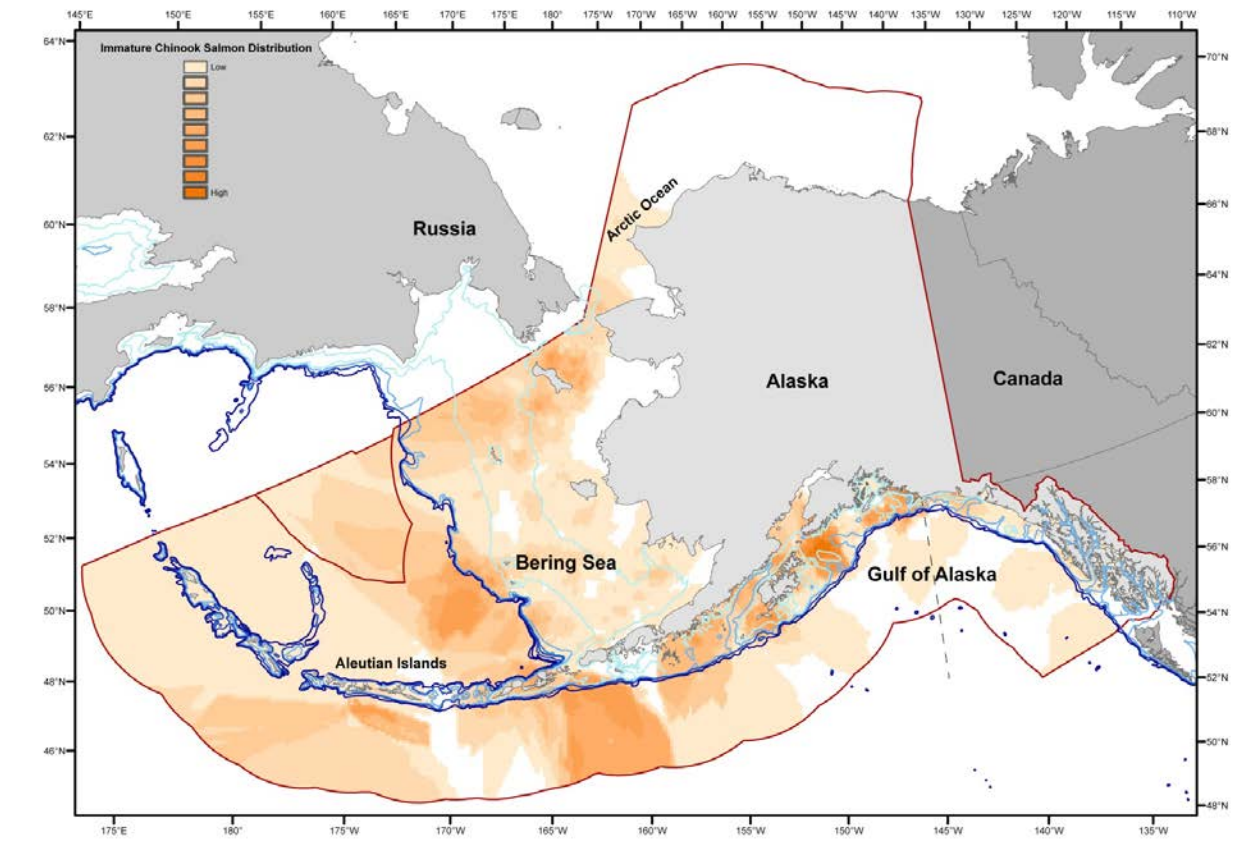 145°E 150°E 155°E 160°E 165°E 170°E 175°E 180° 175°W 170°W 165°W 160°W 155°W 150°W 145°W 140°W 135°W 130°W 125°W 120°W 115°W 110°W
64°N
Immature Chinook Salmon Distribution
70°N
Low
62°N
68°N
High
Arctic Ocean
66°N
60°N
Russia
64°N
58°N
62°N
56°N
Alaska
Canada
60°N
54°N
58°N
52°N
56°N
Bering Sea
Gulf of Alaska
50°N
54°N
Aleutian Islands
48°N
52°N
46°N
50°N
48°N
175°E 180° 175°W 170°W 165°W 160°W 155°W 150°W 145°W 140°W 135°W